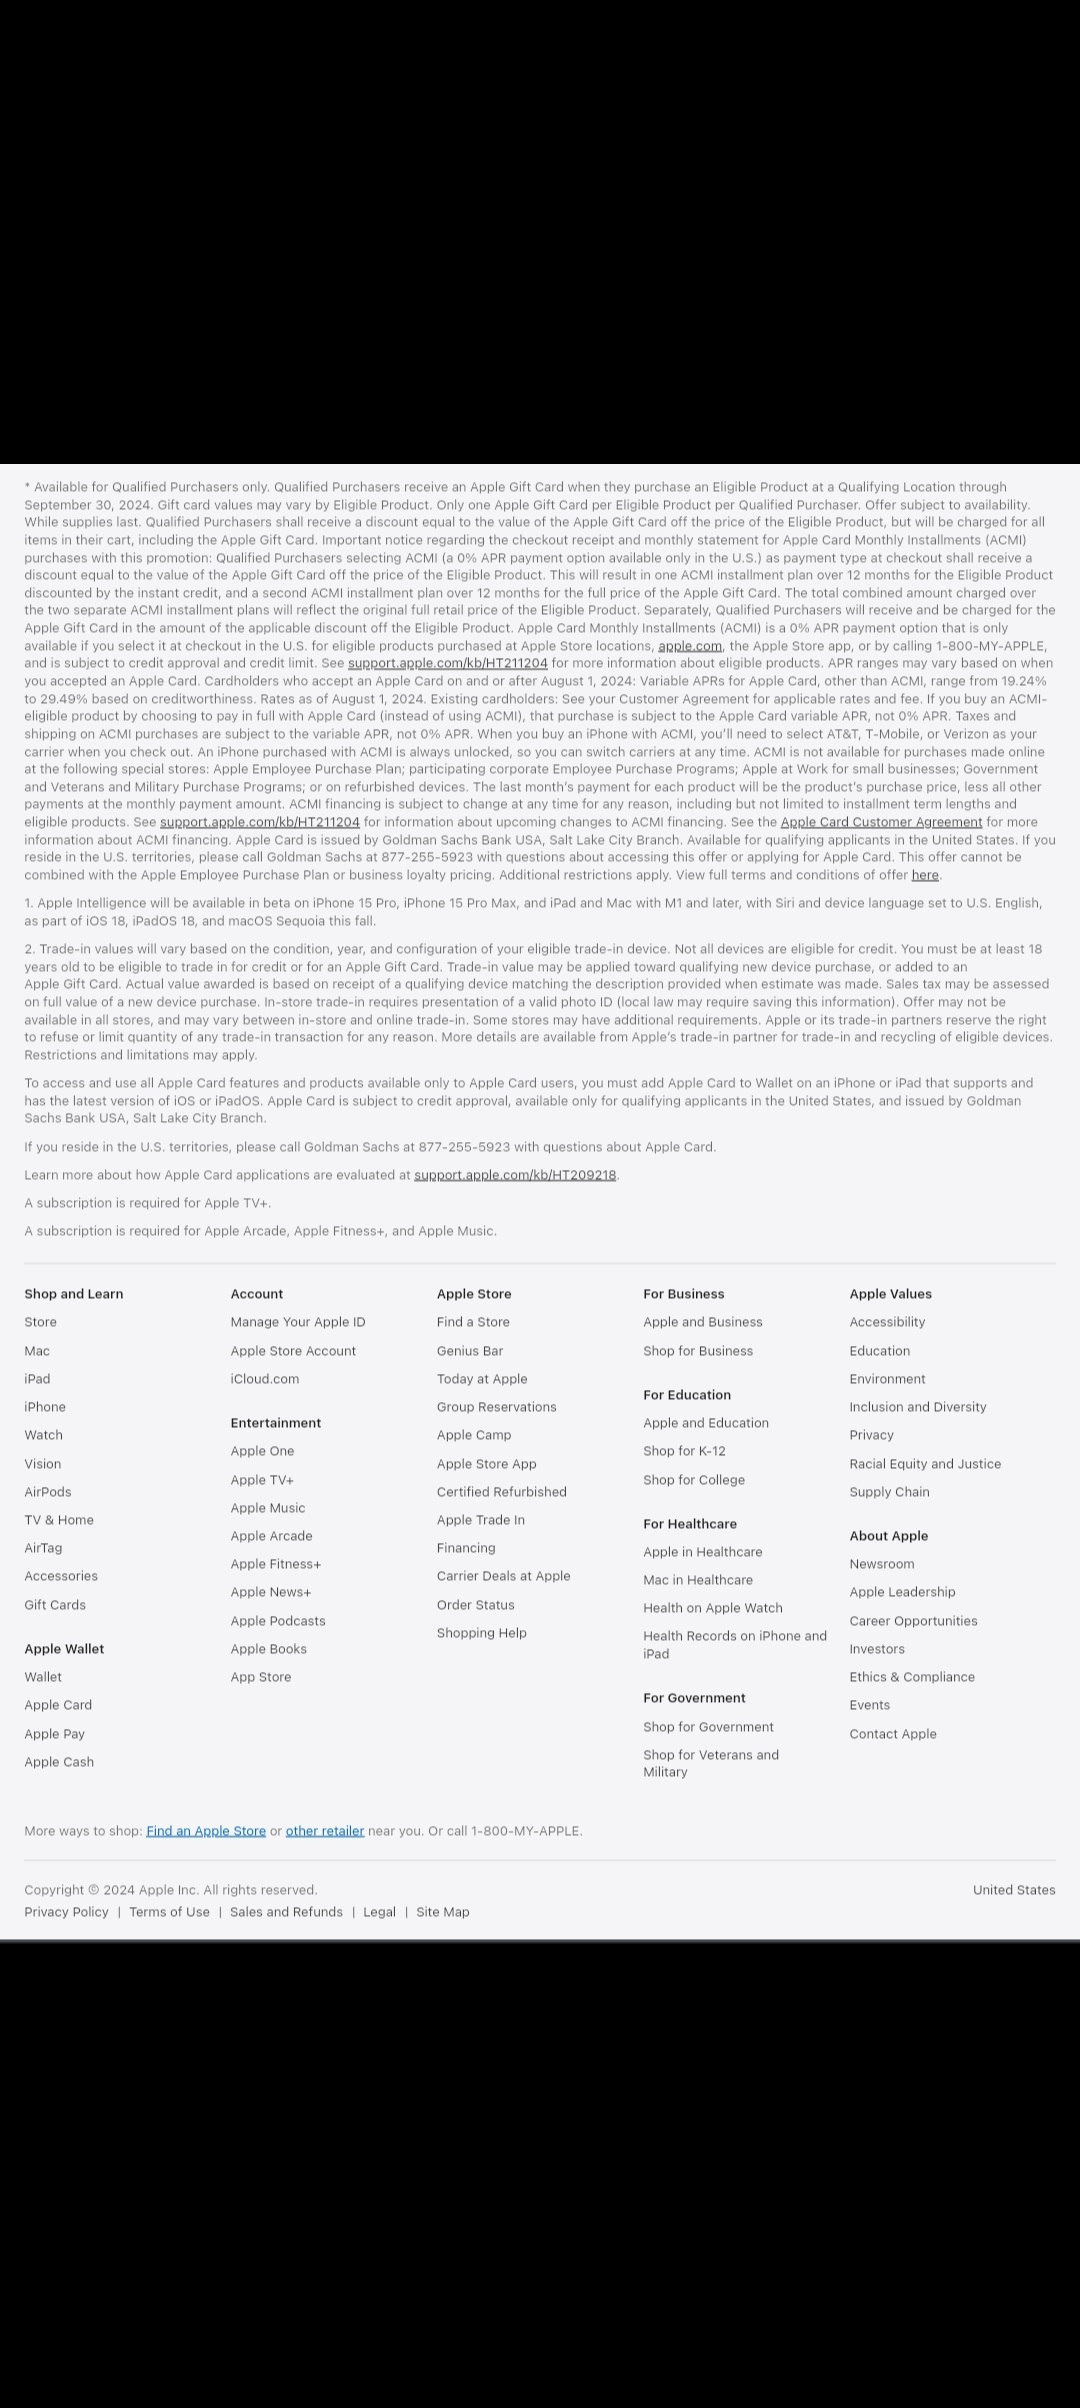 * Available for Qualified Purchasers only. Qualified Purchasers receive an Apple Gift Card when they purchase an Eligible Product at a Qualifying Location through
September 30, 2024. Gift card values may vary by Eligible Product. Only one Apple Gift Card per Eligible Product per Qualified Purchaser. Offer subject to availability.
While supplies last. Qualified Purchasers shall receive a discount equal to the value of the Apple Gift Card off the price of the Eligible Product, but will be charged for all
items in their cart, including the Apple Gift Card. Important notice regarding the checkout receipt and monthly statement for Apple Card Monthly Installments (ACMI)
purchases with this promotion: Qualified Purchasers selecting ACMI (a 0% APR payment option available only in the U.S.) as payment type at checkout shall receive a
discount equal to the value of the Apple Gift Card off the price of the Eligible Product. This will result in one ACMI installment plan over 12 months for the Eligible Product
discounted by the instant credit, and a second ACMI installment plan over 12 months for the full price of the Apple Gift Card. The total combined amount charged over
the two separate ACMI installment plans will reflect the original full retail price of the Eligible Product. Separately, Qualified Purchasers will receive and be charged for the
Apple Gift Card in the amount of the applicable discount off the Eligible Product. Apple Card Monthly Installments (ACMI) is a 0% APR payment option that is only
available if you select it at checkout in the U.S. for eligible products purchased at Apple Store locations, apple.com, the Apple Store app, or by calling 1-800-MY-APPLE,
and is subject to credit approval and credit limit. See support.apple.com/kb/HT211204 for more information about eligible products. APR ranges may vary based on when
you accepted an Apple Card. Cardholders who accept an Apple Card on and or after August 1, 2024: Variable APRs for Apple Card, other than ACMI, range from 19.24%
to 29.49% based on creditworthiness. Rates as of August 1, 2024. Existing cardholders: See your Customer Agreement for applicable rates and fee. If you buy an ACMI-
eligible product by choosing to pay in full with Apple Card (instead of using ACMI), that purchase is subject to the Apple Card variable APR, not 0% APR. Taxes and
shipping on ACMI purchases are subject to the variable APR, not 0% APR. When you buy an iPhone with ACMI, you'll need to select AT&T, T-Mobile, or Verizon as your
carrier when you check out. An iPhone purchased with ACMI is always unlocked, so you can switch carriers at any time. ACMI is not available for purchases made online
at the following special stores: Apple Employee Purchase Plan; participating corporate Employee Purchase Programs; Apple at Work for small businesses; Government
and Veterans and Military Purchase Programs; or on refurbished devices. The last month's payment for each product will be the product's purchase price, less all other
payments at the monthly payment amount. ACMI financing is subject to change at any time for any reason, including but not limited to installment term lengths and
eligible products. See support.apple.com/kb/HT211204 for information about upcoming changes to ACMI financing. See the Apple Card Customer Agreement for more
information about ACMI financing. Apple Card is issued by Goldman Sachs Bank USA, Salt Lake City Branch. Available for qualifying applicants in the United States. If you
reside in the U.S. territories, please call Goldman Sachs at 877-255-5923 with questions about accessing this offer or applying for Apple Card. This offer cannot be
combined with the Apple Employee Purchase Plan or business loyalty pricing. Additional restrictions apply. View full terms and conditions of offer here.
1. Apple Intelligence will be available in beta on iPhone 15 Pro, iPhone 15 Pro Max, and iPad and Mac with M1 and later, with Siri and device language set to U.S. English,
as part of iOS 18, iPadOS 18, and macOS Sequoia this fall.
2. Trade-in values will vary based on the condition, year, and configuration of your eligible trade-in device. Not all devices are eligible for credit. You must be at least 18
years old to be eligible to trade in for credit or for an Apple Gift Card. Trade-in value may be applied toward qualifying new device purchase, or added to an
Apple Gift Card. Actual value awarded is based on receipt of a qualifying device matching the description provided when estimate was made. Sales tax may be assessed
on full value of a new device purchase. In-store trade-in requires presentation of a valid photo ID (local law may require saving this information). Offer may not be
available in all stores, and may vary between in-store and online trade-in. Some stores may have additional requirements. Apple or its trade-in partners reserve the right
to refuse or limit quantity of any trade-in transaction for any reason. More details are available from Apple's trade-in partner for trade-in and recycling of eligible devices.
Restrictions and limitations may apply.
To access and use all Apple Card features and products available only to Apple Card users, you must add Apple Card to Wallet on an iPhone or iPad that supports and
has the latest version of iOS or iPadOS. Apple Card is subject to credit approval, available only for qualifying applicants in the United States, and issued by Goldman
Sachs Bank USA, Salt Lake City Branch.
If you reside in the U.S. territories, please call Goldman Sachs at 877-255-5923 with questions about Apple Card.
Learn more about how Apple Card applications are evaluated at support.apple.com/kb/HT209218.
A subscription is required for Apple TV+.
A subscription is required for Apple Arcade, Apple Fitness+, and Apple Music.
Shop and Learn
Store
Mac
iPad
iPhone
Watch
Vision
AirPods
TV & Home
AirTag
Accessories
Gift Cards
Apple Wallet
Wallet
Apple Card
Apple Pay
Apple Cash
Account
Manage Your Apple ID
Apple Store Account
iCloud.com
Entertainment
Apple One
Apple TV+
Apple Music
Apple Arcade
Apple Fitness+
Apple News+
Apple Podcasts
Apple Books
App Store
Apple Store
Find a Store
Genius Bar
Today at Apple
Group Reservations
Apple Camp
Apple Store App
Certified Refurbished
Apple Trade In
Financing
Carrier Deals at Apple
Order Status
Shopping Help
For Business
Apple and Business
Shop for Business
For Education
Apple and Education
Shop for K-12
Shop for College
For Healthcare
Apple in Healthcare
Mac in Healthcare
Health on Apple Watch
Health Records on iPhone and
iPad
For Government
Shop for Government
Shop for Veterans and
Military
Apple Values
Accessibility
Education
Environment
Inclusion and Diversity
Privacy
Racial Equity and Justice
Supply Chain
About Apple
Newsroom
Apple Leadership
Career Opportunities
Investors
Ethics & Compliance
Events
Contact Apple
More ways to shop: Find an Apple Store or other retailer near you. Or call 1-800-MY-APPLE.
Copyright © 2024 Apple Inc. All rights reserved.
United States
Privacy Policy | Terms of Use | Sales and Refunds | Legal | Site Map